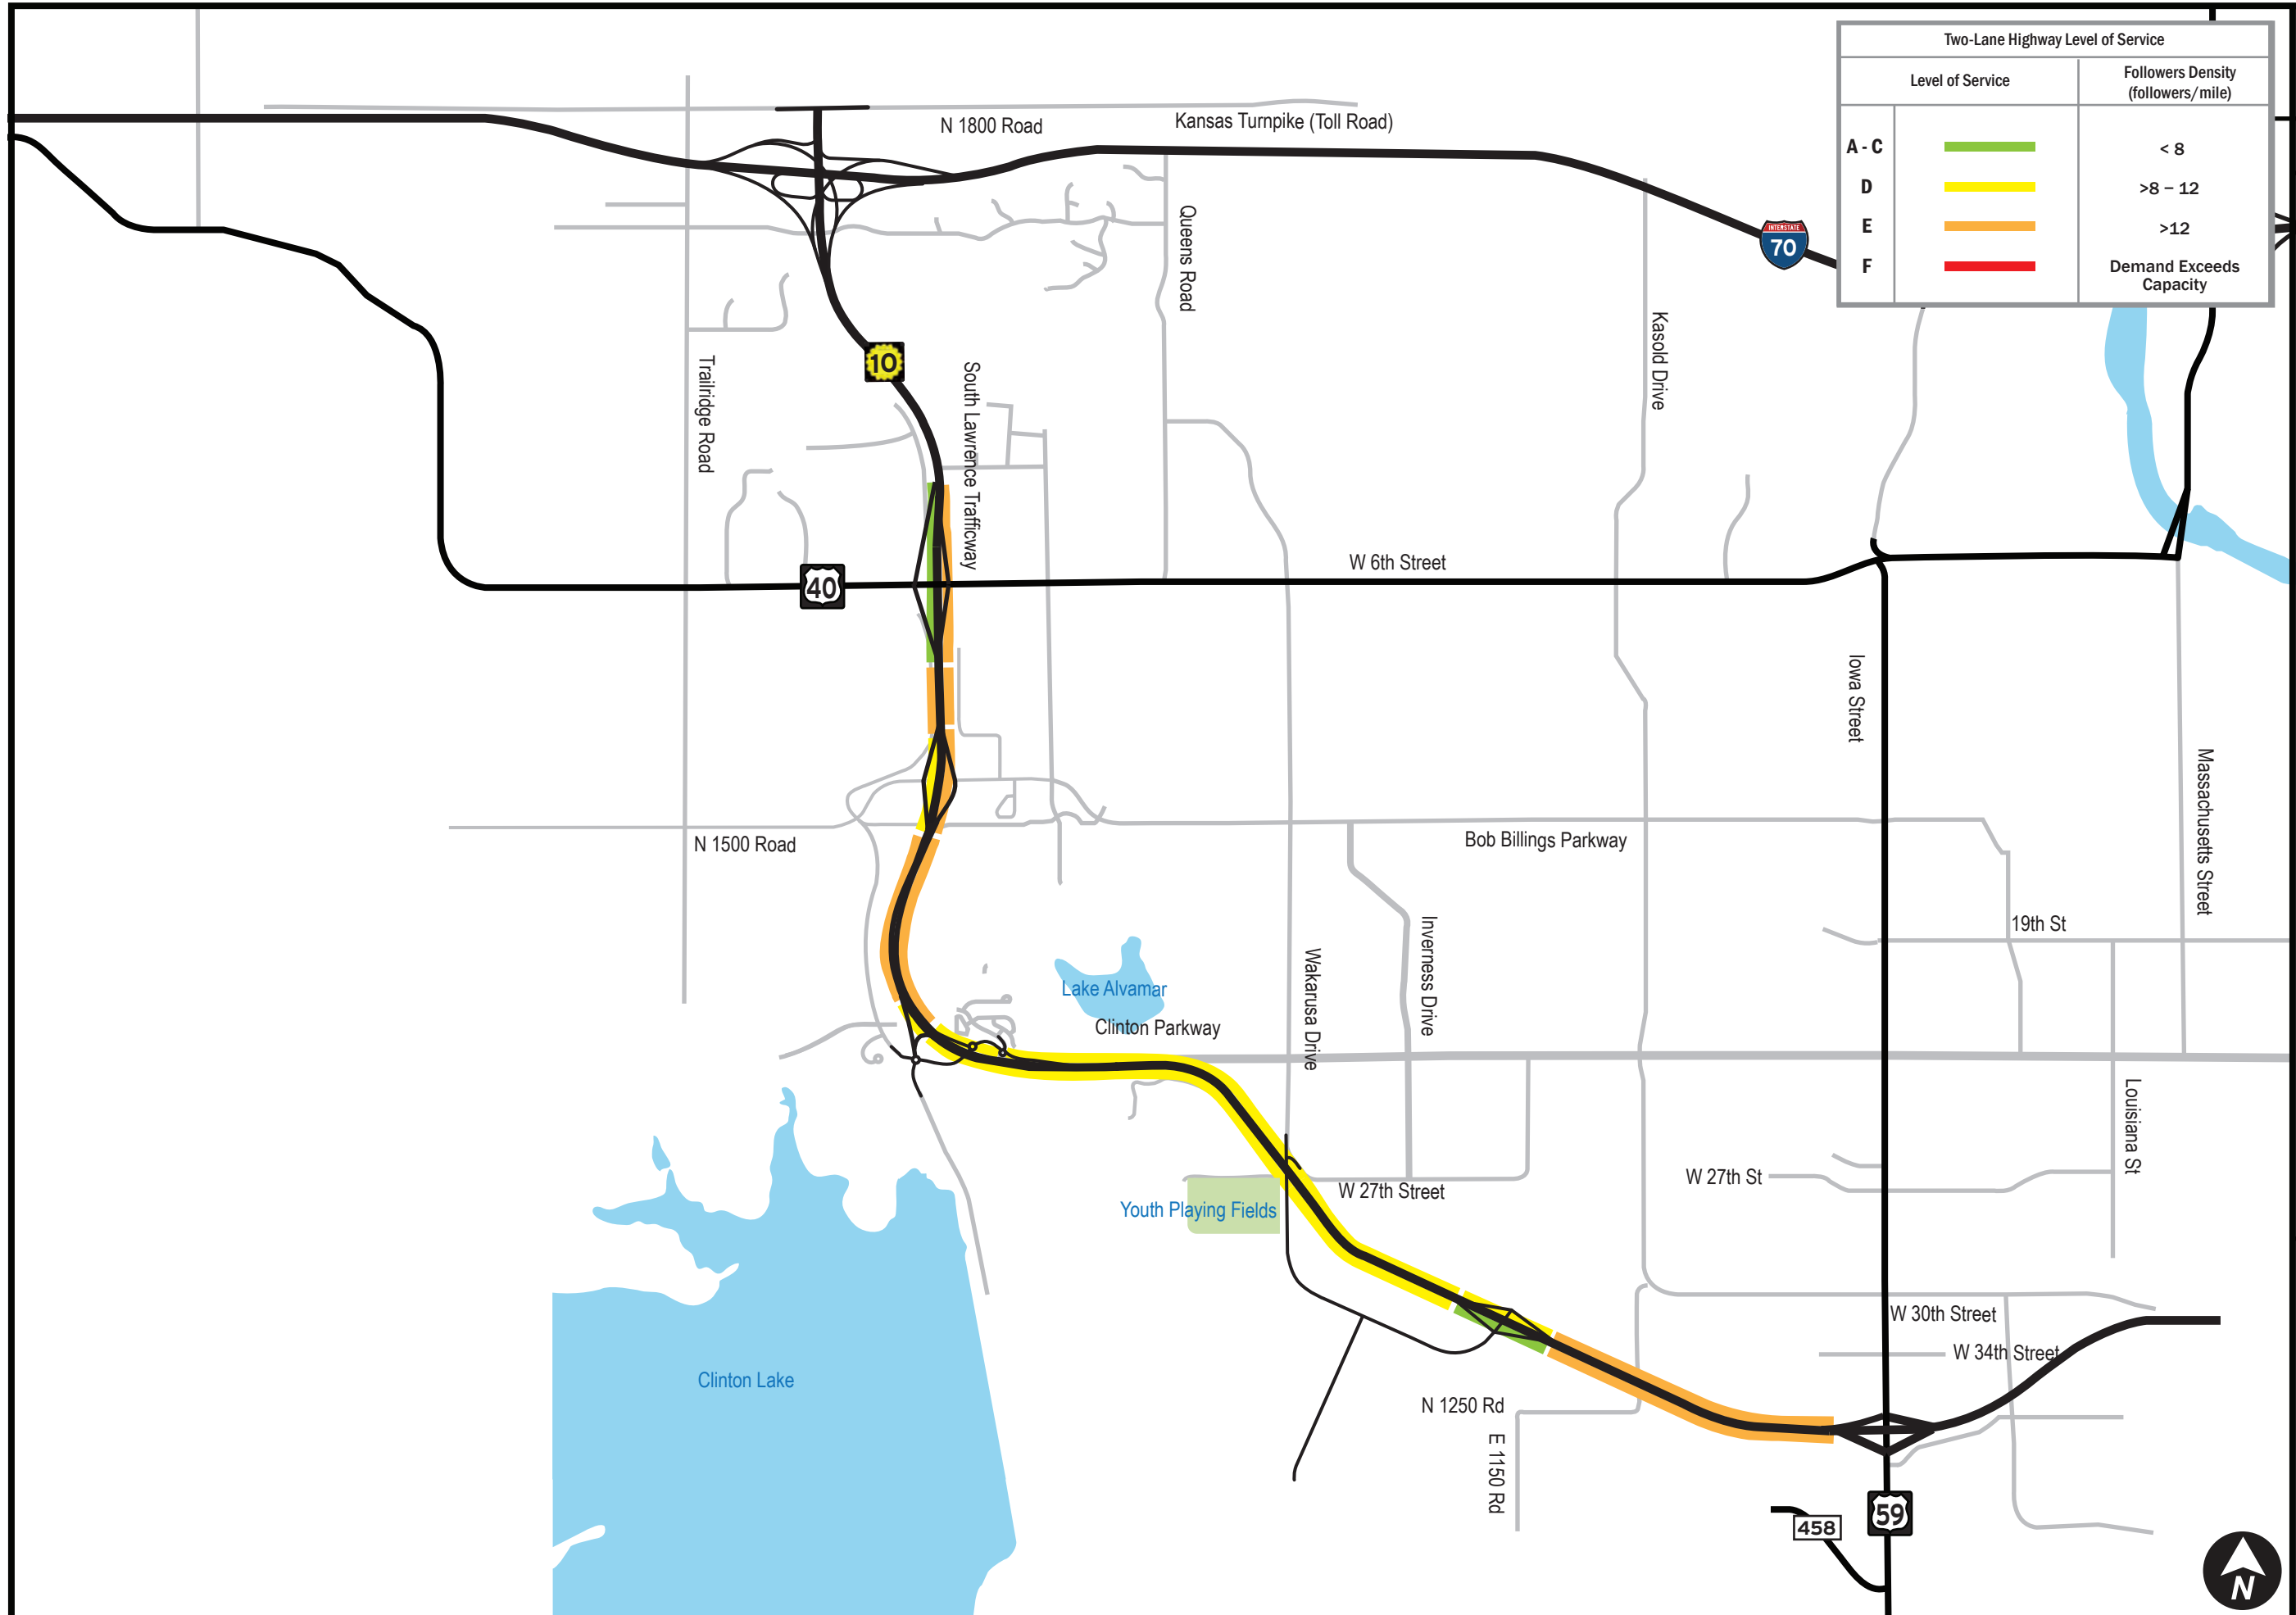 Two-Lane Highway Level of Service
Level of Service
Followers Density
(followers/mile)
A - C
< 8
D
>8 – 12
E
>12
F
Demand Exceeds
Capacity
N 1800 Road
Kansas Turnpike (Toll Road)
INTERSTATE
70
Queens Road
Kasold Drive
10
Trailridge Road
South Lawrence Trafficway
W 6th Street
40
Iowa Street
Massachusetts Street
N 1500 Road
Bob Billings Parkway
19th St
Inverness Drive
Wakarusa Drive
Lake Alvamar
Clinton Parkway
Louisiana St
W 27th St
W 27th Street
Youth Playing Fields
W 30th Street
W 34th Street
Clinton Lake
N 1250 Rd
E 1150 Rd
59
458
N